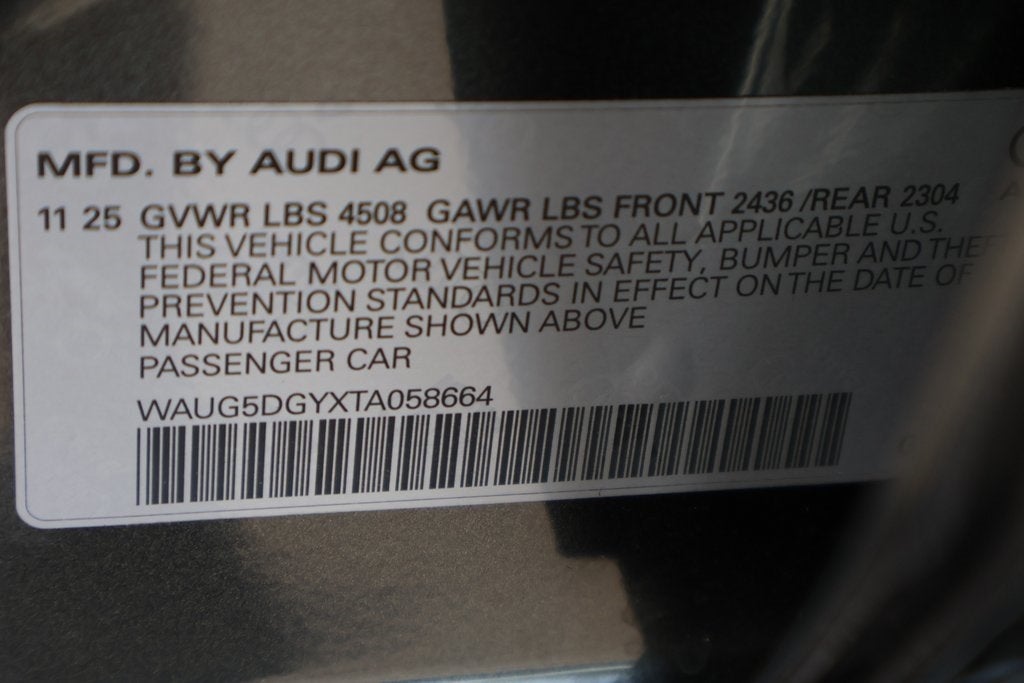 MFD. BY AUDI AG
11 25 GVWR LBS 4508 GAWR LBS FRONT 2436 /REAR 2304
THIS VEHICLE CONFORMS TO ALL APPLICABLE U.S.
FEDERAL MOTOR VEHICLE SAFETY, BUMPER AND THEFT
PREVENTION STANDARDS IN EFFECT ON THE DATE OF
MANUFACTURE SHOWN ABOVE
PASSENGER CAR
WAUG5DGYXTA058664